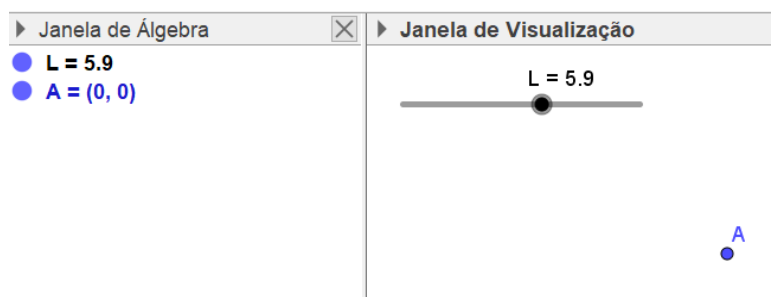 Janela de Álgebra
L = 5.9
A = (0, 0)
Janela de Visualização
L = 5.9
A